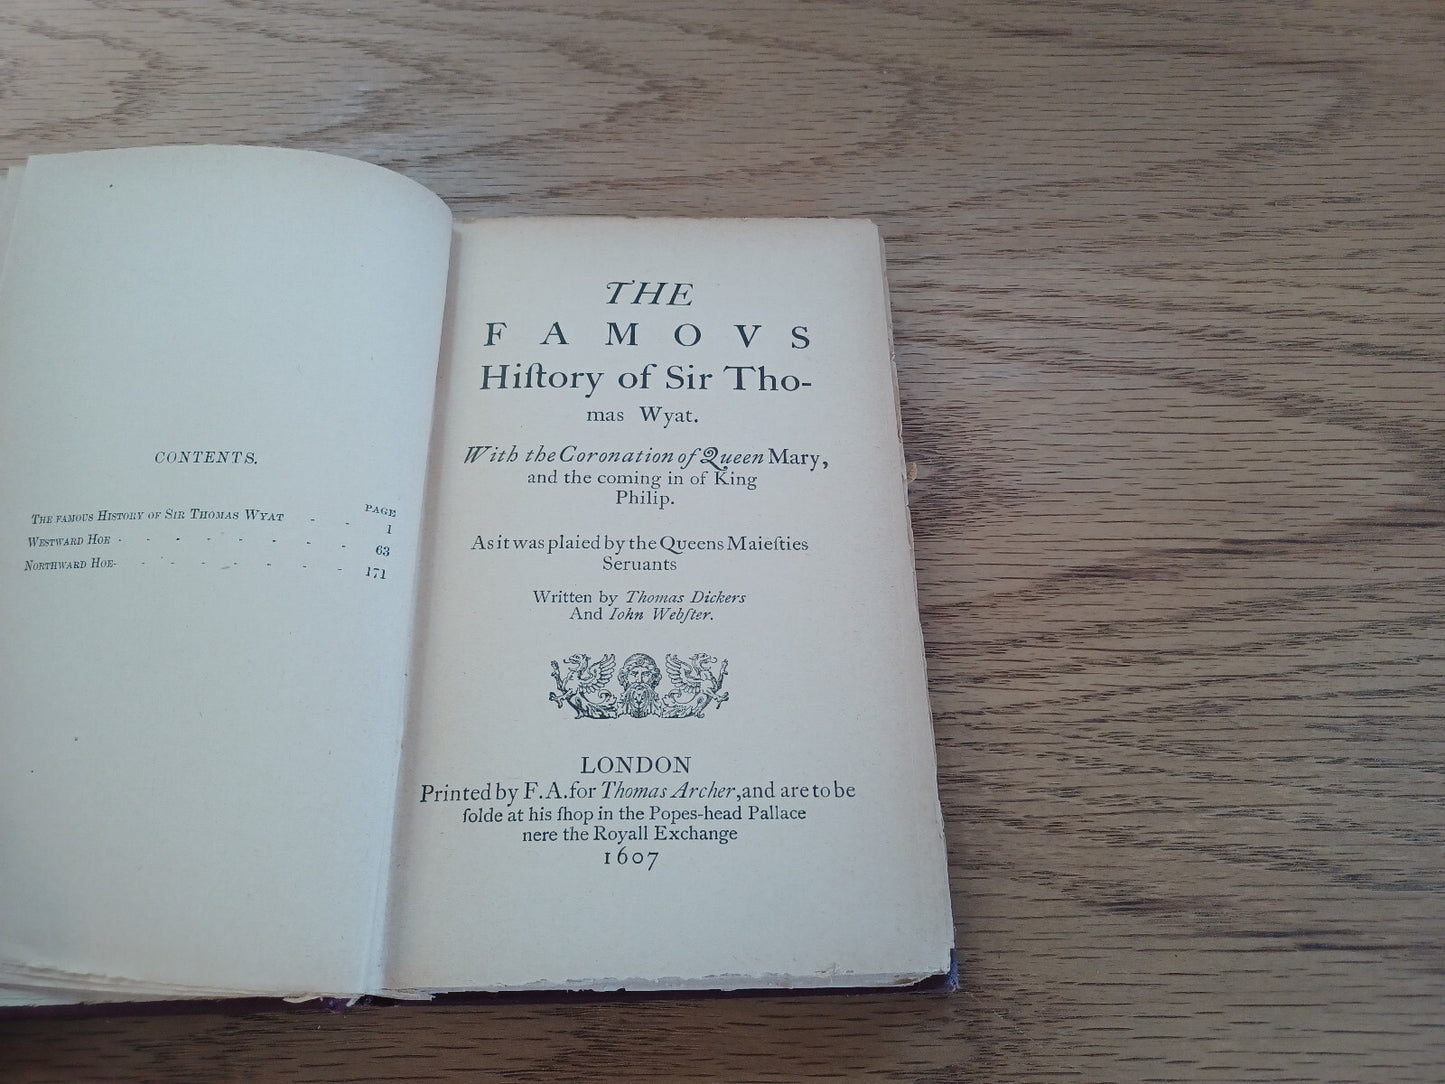 CONTENTS.
PAGE
THE FAMOUS HISTORY OF SIR THOMAS WYAT - - 1
WESTWARD HOE - - - - - - - - 63
NORTHWARD HOE- - - - - - - - 171
THE
FAMOVS
Hiſtory of Sir Tho-
mas Wyat.
With the Coronation of Queen Mary,
and the coming in of King
Philip.
As it was plaied by the Queens Maieſties
Seruants
Written by Thomas Dickers
And Iohn Webſter.
LONDON
Printed by F.A. for Thomas Archer, and are to be
ſolde at his ſhop in the Popes-head Pallace
nere the Royall Exchange
1607